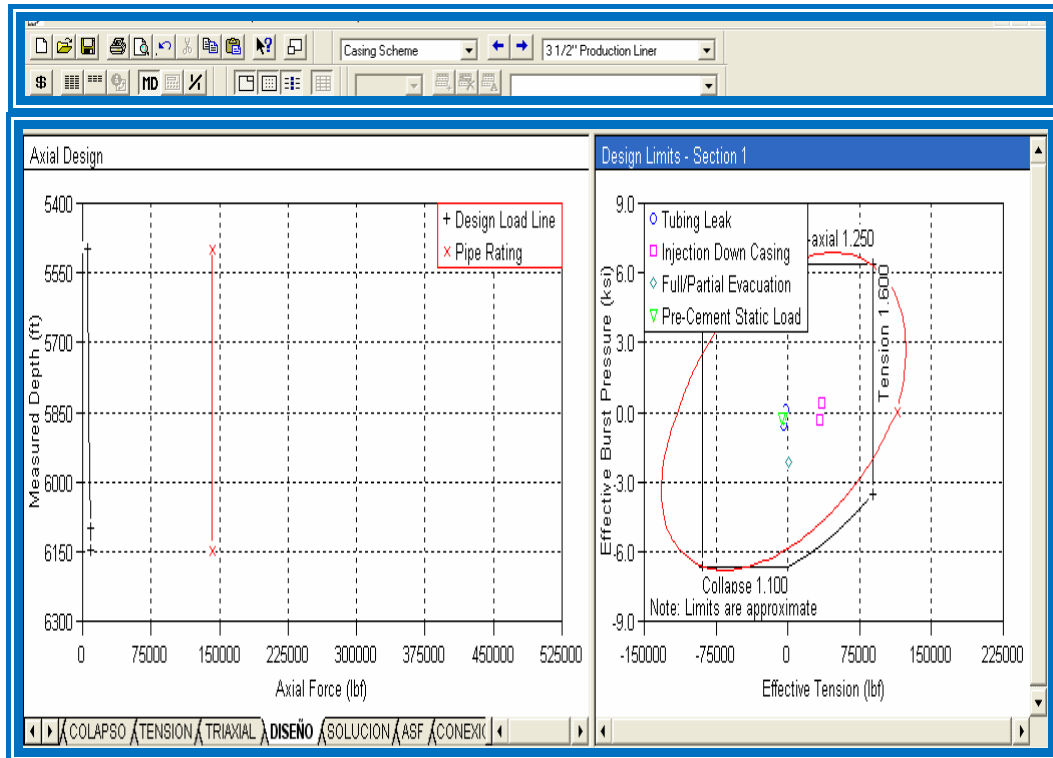 Casing Scheme
3 1/2" Production Liner
$
MD
Axial Design
Design Load Line
Pipe Rating
Measured Depth (ft)
5400
5550
5700
5850
6000
6150
6300
0 75000 150000 225000 300000 375000 450000 525000
Axial Force (lbf)
COLAPSO TENSION TRIAXIAL DISEÑO SOLUCION ASF CONEXI
Design Limits - Section 1
Tubing Leak
Injection Down Casing
Full/Partial Evacuation
Pre-Cement Static Load
-axial 1.250
Tension 1.600
Effective Burst Pressure (ksi)
9.0
6.0
3.0
0.0
-3.0
-6.0
-9.0
Collapse 1.100
Note: Limits are approximate
-150000 -75000 0 75000 150000 225000
Effective Tension (lbf)